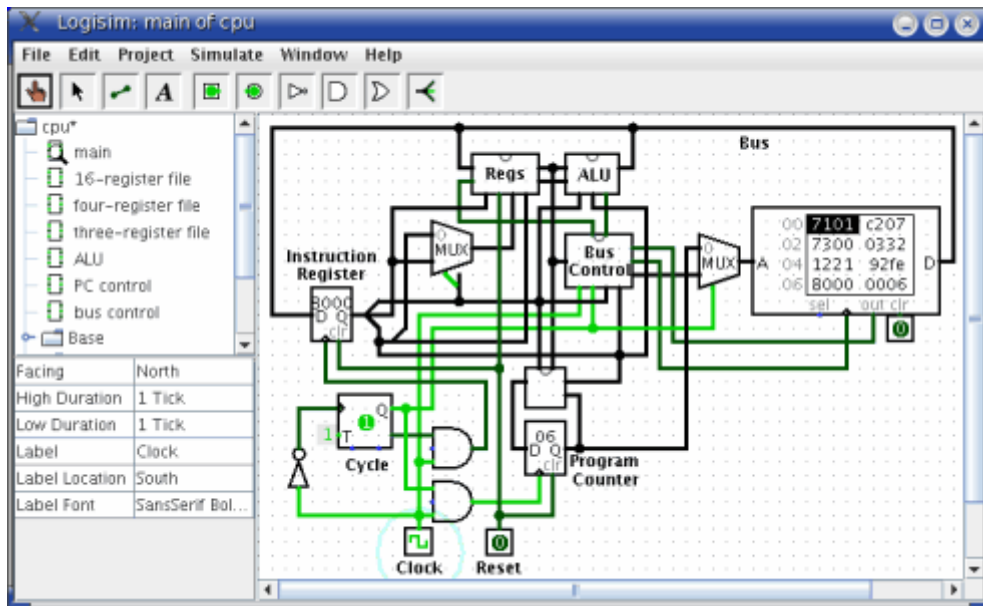 Logisim: main of cpu
File Edit Project Simulate Window Help
A
cpu*
main
16-register file
four-register file
three-register file
ALU
PC control
bus control
Base
Facing North
High Duration 1 Tick
Low Duration 1 Tick
Label Clock
Label Location South
Label Font SansSerif Bol...
Bus
Regs ALU
0
MUX
Instruction
Register
8000
D Q
clr
Bus
Control
0
MUX
A D
00 7101 c207
02 7300 0332
04 1221 92fe
06 8000 0006
sel out clr
0
Q
1
1 T
Cycle
06
D Q
clr
Program
Counter
0
Clock Reset